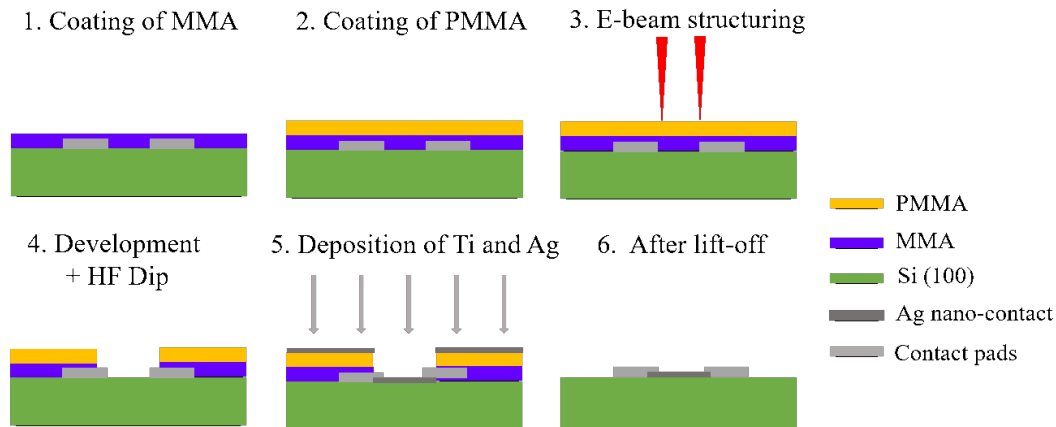 1. Coating of MMA
2. Coating of PMMA
3. E-beam structuring
4. Development
+ HF Dip
5. Deposition of Ti and Ag
6. After lift-off
PMMA
MMA
Si (100)
Ag nano-contact
Contact pads